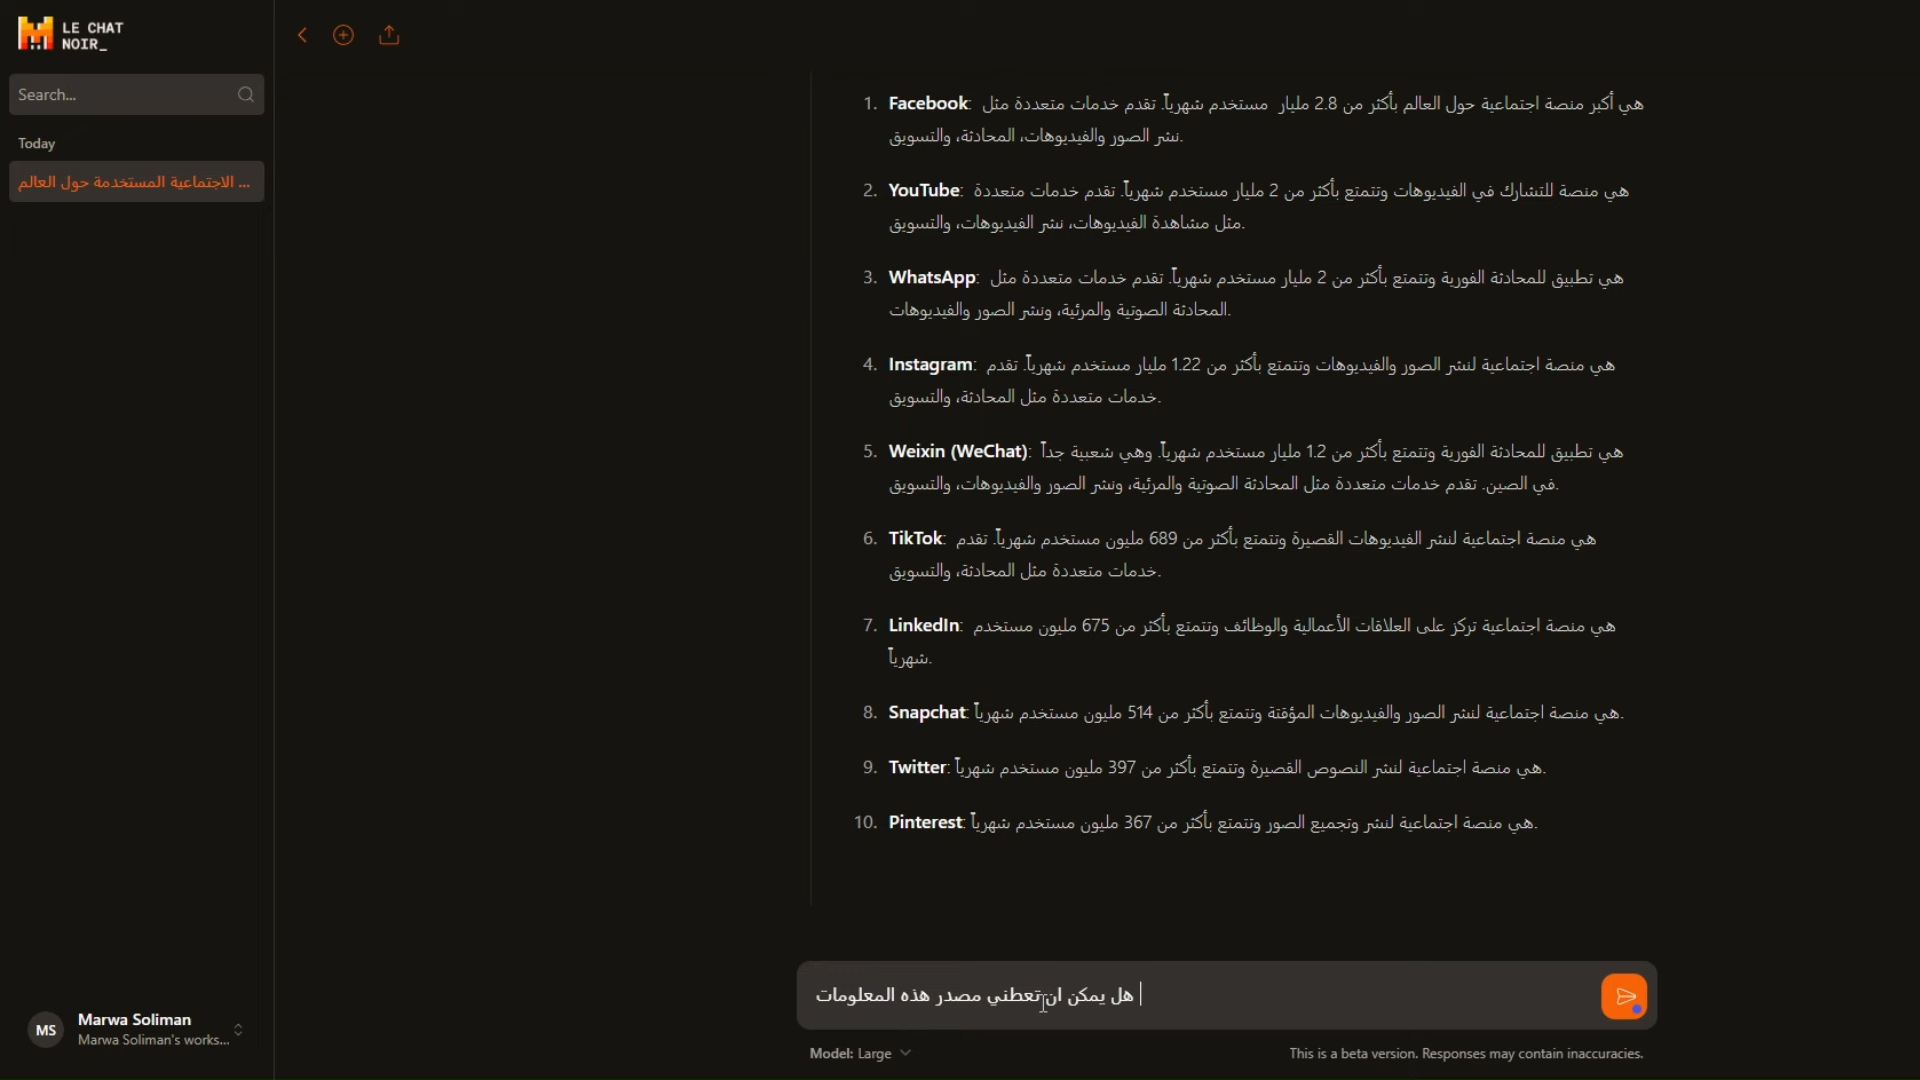 LE CHAT
NOIR_
Search...
Today
... الاجتماعية المستخدمة حول العالم
1. Facebook: هي أكبر منصة اجتماعية حول العالم بأكثر من 2.8 مليار مستخدم شهرياً. تقدم خدمات متعددة مثل
نشر الصور والفيديوهات، المحادثة، والتسويق.
2. YouTube: هي منصة للتشارك في الفيديوهات وتتمتع بأكثر من 2 مليار مستخدم شهرياً. تقدم خدمات متعددة
مثل مشاهدة الفيديوهات، نشر الفيديوهات، والتسويق.
3. WhatsApp: هي تطبيق للمحادثة الفورية وتتمتع بأكثر من 2 مليار مستخدم شهرياً. تقدم خدمات متعددة مثل
المحادثة الصوتية والمرئية، ونشر الصور والفيديوهات.
4. Instagram: هي منصة اجتماعية لنشر الصور والفيديوهات وتتمتع بأكثر من 1.22 مليار مستخدم شهرياً. تقدم
خدمات متعددة مثل المحادثة، والتسويق.
5. Weixin (WeChat): هي تطبيق للمحادثة الفورية وتتمتع بأكثر من 1.2 مليار مستخدم شهرياً. وهي شعبية جداً
في الصين. تقدم خدمات متعددة مثل المحادثة الصوتية والمرئية، ونشر الصور والفيديوهات، والتسويق.
6. TikTok: هي منصة اجتماعية لنشر الفيديوهات القصيرة وتتمتع بأكثر من 689 مليون مستخدم شهرياً. تقدم
خدمات متعددة مثل المحادثة، والتسويق.
7. LinkedIn: هي منصة اجتماعية تركز على العلاقات الأعمالية والوظائف وتتمتع بأكثر من 675 مليون مستخدم
شهرياً.
8. Snapchat: هي منصة اجتماعية لنشر الصور والفيديوهات المؤقتة وتتمتع بأكثر من 514 مليون مستخدم شهرياً.
9. Twitter: هي منصة اجتماعية لنشر النصوص القصيرة وتتمتع بأكثر من 397 مليون مستخدم شهرياً.
10. Pinterest: هي منصة اجتماعية لنشر وتجميع الصور وتتمتع بأكثر من 367 مليون مستخدم شهرياً.
هل يمكن ان تعطني مصدر هذه المعلومات
MS
Marwa Soliman
Marwa Soliman's works...
Model: Large
This is a beta version. Responses may contain inaccuracies.